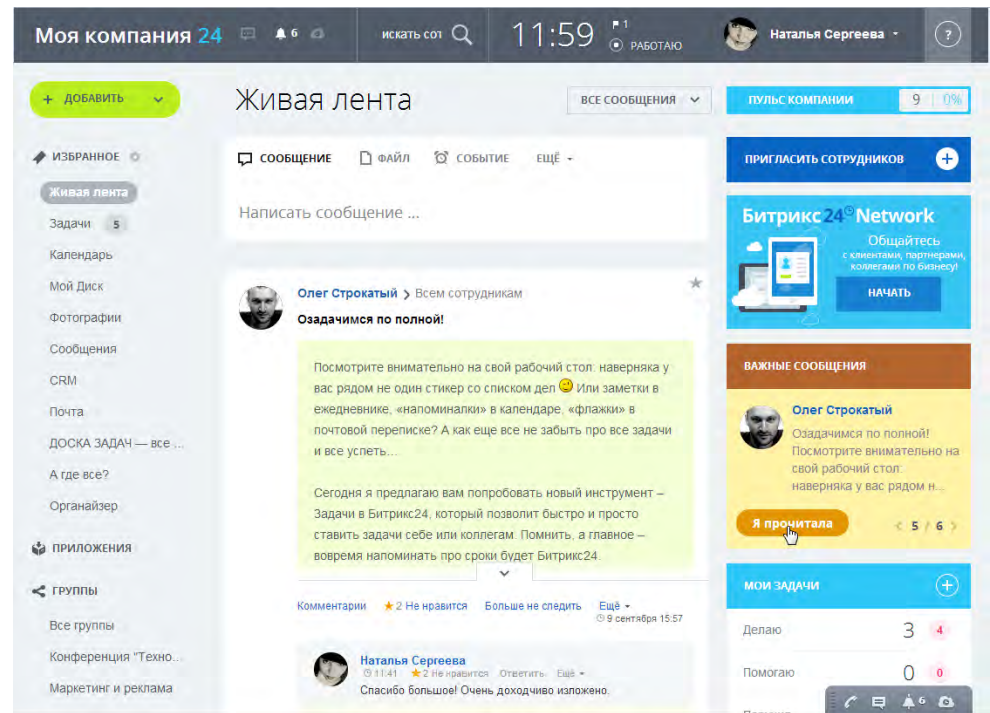 Моя компания 24
6
искать сот
11:59
1
РАБОТАЮ
Наталья Сергеева
?
+ ДОБАВИТЬ
ИЗБРАННОЕ
Живая лента
Задачи 5
Календарь
Мой Диск
Фотографии
Сообщения
CRM
Почта
ДОСКА ЗАДАЧ — все ...
А где все?
Органайзер
ПРИЛОЖЕНИЯ
ГРУППЫ
Все группы
Конференция "Техно...
Маркетинг и реклама
Живая лента
ВСЕ СООБЩЕНИЯ
СООБЩЕНИЕ ФАЙЛ СОБЫТИЕ ЕЩЁ
Написать сообщение ...
Олег Строкатый > Всем сотрудникам
Озадачимся по полной!
Посмотрите внимательно на свой рабочий стол: наверняка у
вас рядом не один стикер со списком дел Или заметки в
ежедневнике, «напоминалки» в календаре, «флажки» в
почтовой переписке? А как еще все не забыть про все задачи
и все успеть...
Сегодня я предлагаю вам попробовать новый инструмент –
Задачи в Битрикс24, который позволит быстро и просто
ставить задачи себе или коллегам. Помнить, а главное –
вовремя напоминать про сроки будет Битрикс24.
Комментарии 2 Не нравится Больше не следить Ещё
9 сентября 15:57
Наталья Сергеева
11:41 2 Не нравится Ответить Ещё
Спасибо большое! Очень доходчиво изложено.
ПУЛЬС КОМПАНИИ 9 0%
ПРИГЛАСИТЬ СОТРУДНИКОВ +
Битрикс24 Network
Общайтесь
с клиентами, партнерами,
коллегами по бизнесу!
НАЧАТЬ
ВАЖНЫЕ СООБЩЕНИЯ
Олег Строкатый
Озадачимся по полной!
Посмотрите внимательно на
свой рабочий стол:
наверняка у вас рядом н...
Я прочитала
< 5 / 6 >
МОИ ЗАДАЧИ +
Делаю 3 4
Помогаю 0 0
6